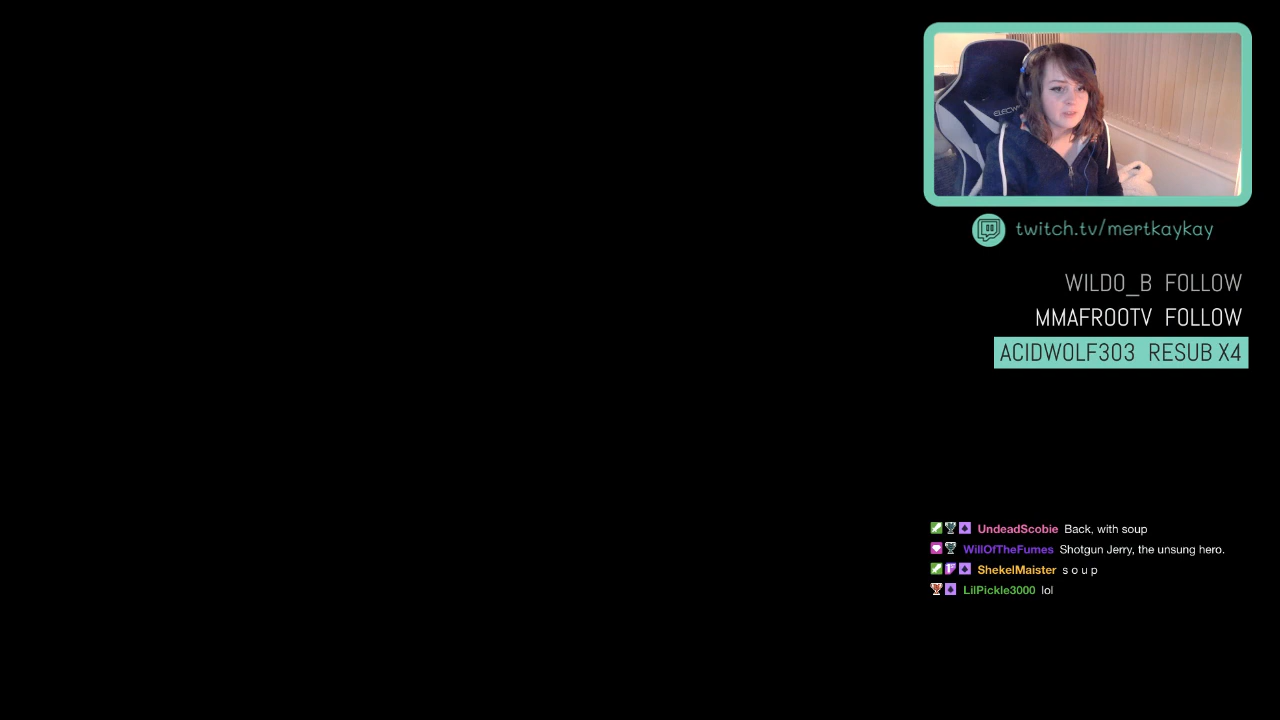 twitch.tv/mertkaykay
WILDO_B FOLLOW
MMAFROOTV FOLLOW
ACIDWOLF303 RESUB X4
UndeadScobie Back, with soup
WillOfTheFumes Shotgun Jerry, the unsung hero.
ShekelMaister s o u p
LilPickle3000 lol